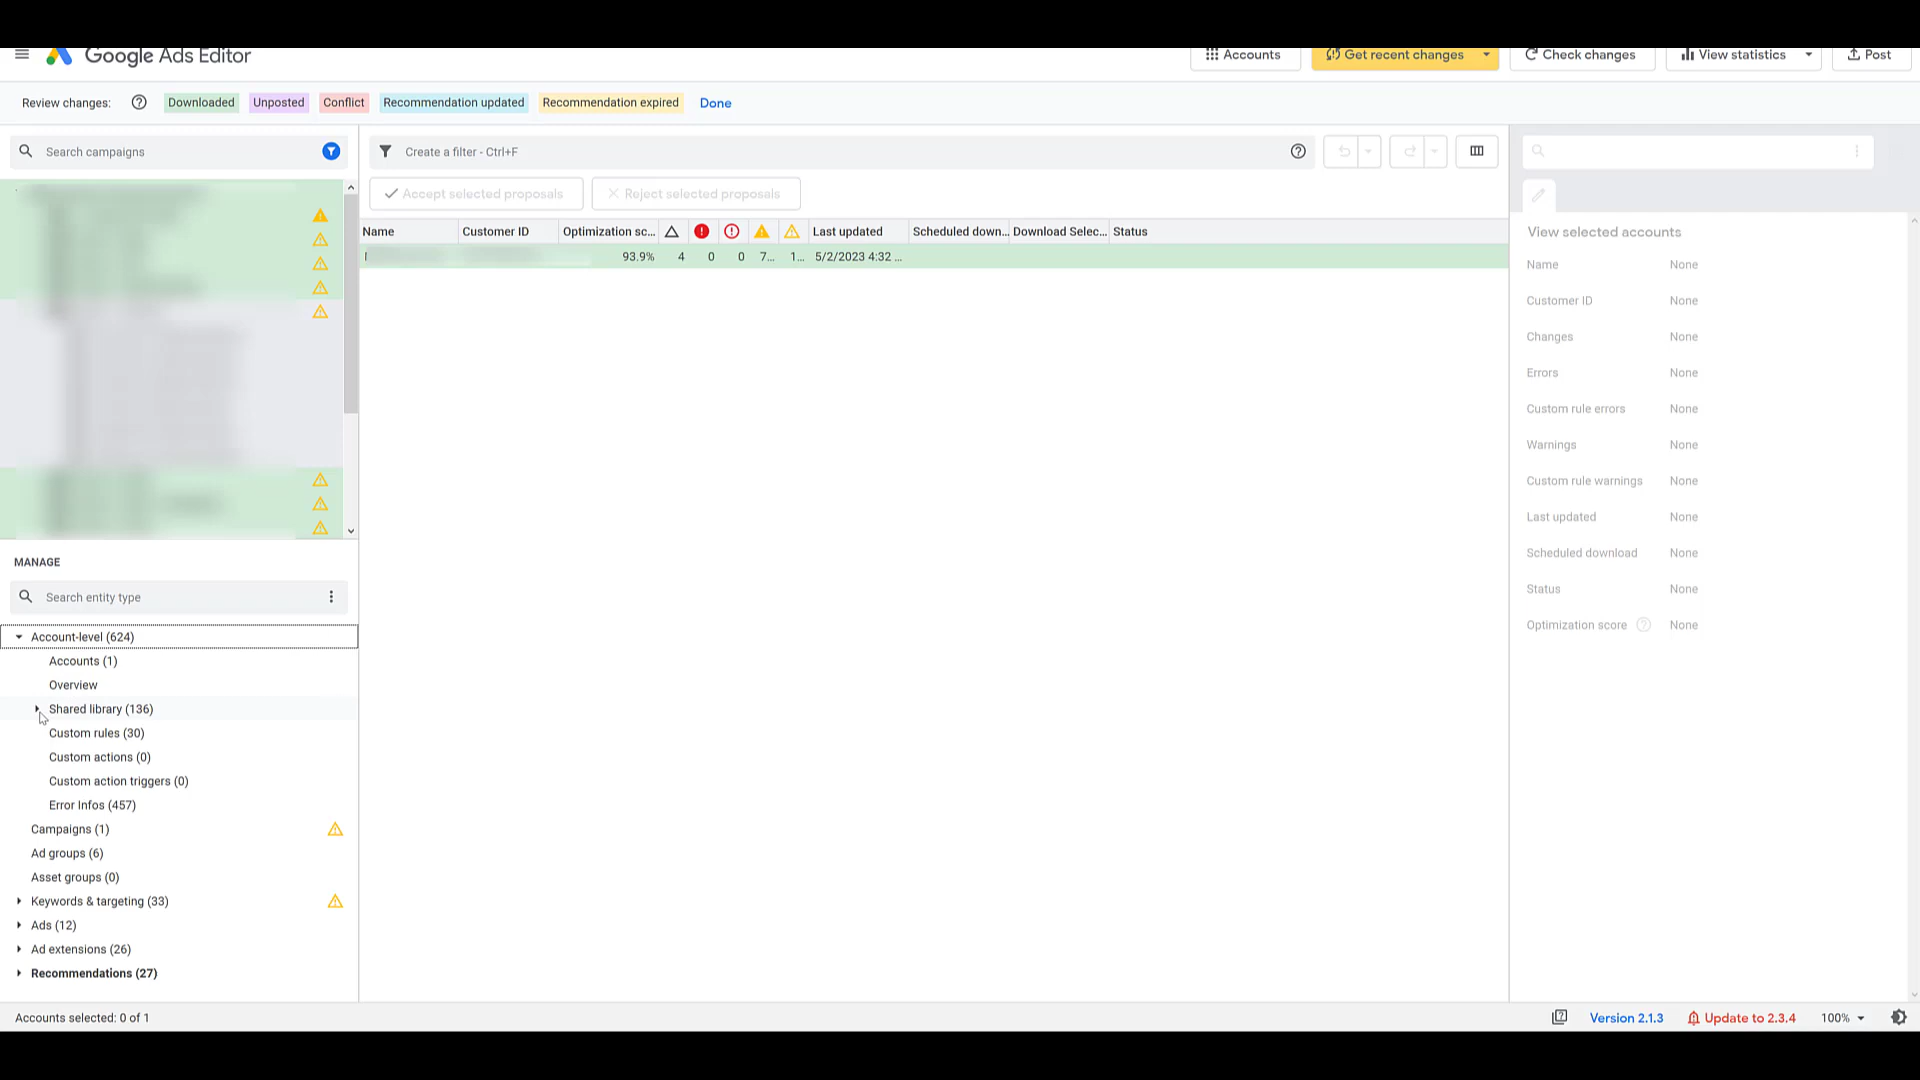 Google Ads Editor
Accounts
Get recent changes
Check changes
View statistics
Post
Review changes:
Downloaded
Unposted
Conflict
Recommendation updated
Recommendation expired
Done
Search campaigns
Create a filter - Ctrl+F
Accept selected proposals
Reject selected proposals
Name
Customer ID
Optimization sc...
Last updated
Scheduled down...
Download Selec...
Status
93.9%
4
0
0
7...
1...
5/2/2023 4:32 ...
View selected accounts
Name None
Customer ID None
Changes None
Errors None
Custom rule errors None
Warnings None
Custom rule warnings None
Last updated None
Scheduled download None
Status None
Optimization score None
MANAGE
Search entity type
Account-level (624)
Accounts (1)
Overview
Shared library (136)
Custom rules (30)
Custom actions (0)
Custom action triggers (0)
Error Infos (457)
Campaigns (1)
Ad groups (6)
Asset groups (0)
Keywords & targeting (33)
Ads (12)
Ad extensions (26)
Recommendations (27)
Accounts selected: 0 of 1
Version 2.1.3
Update to 2.3.4
100%